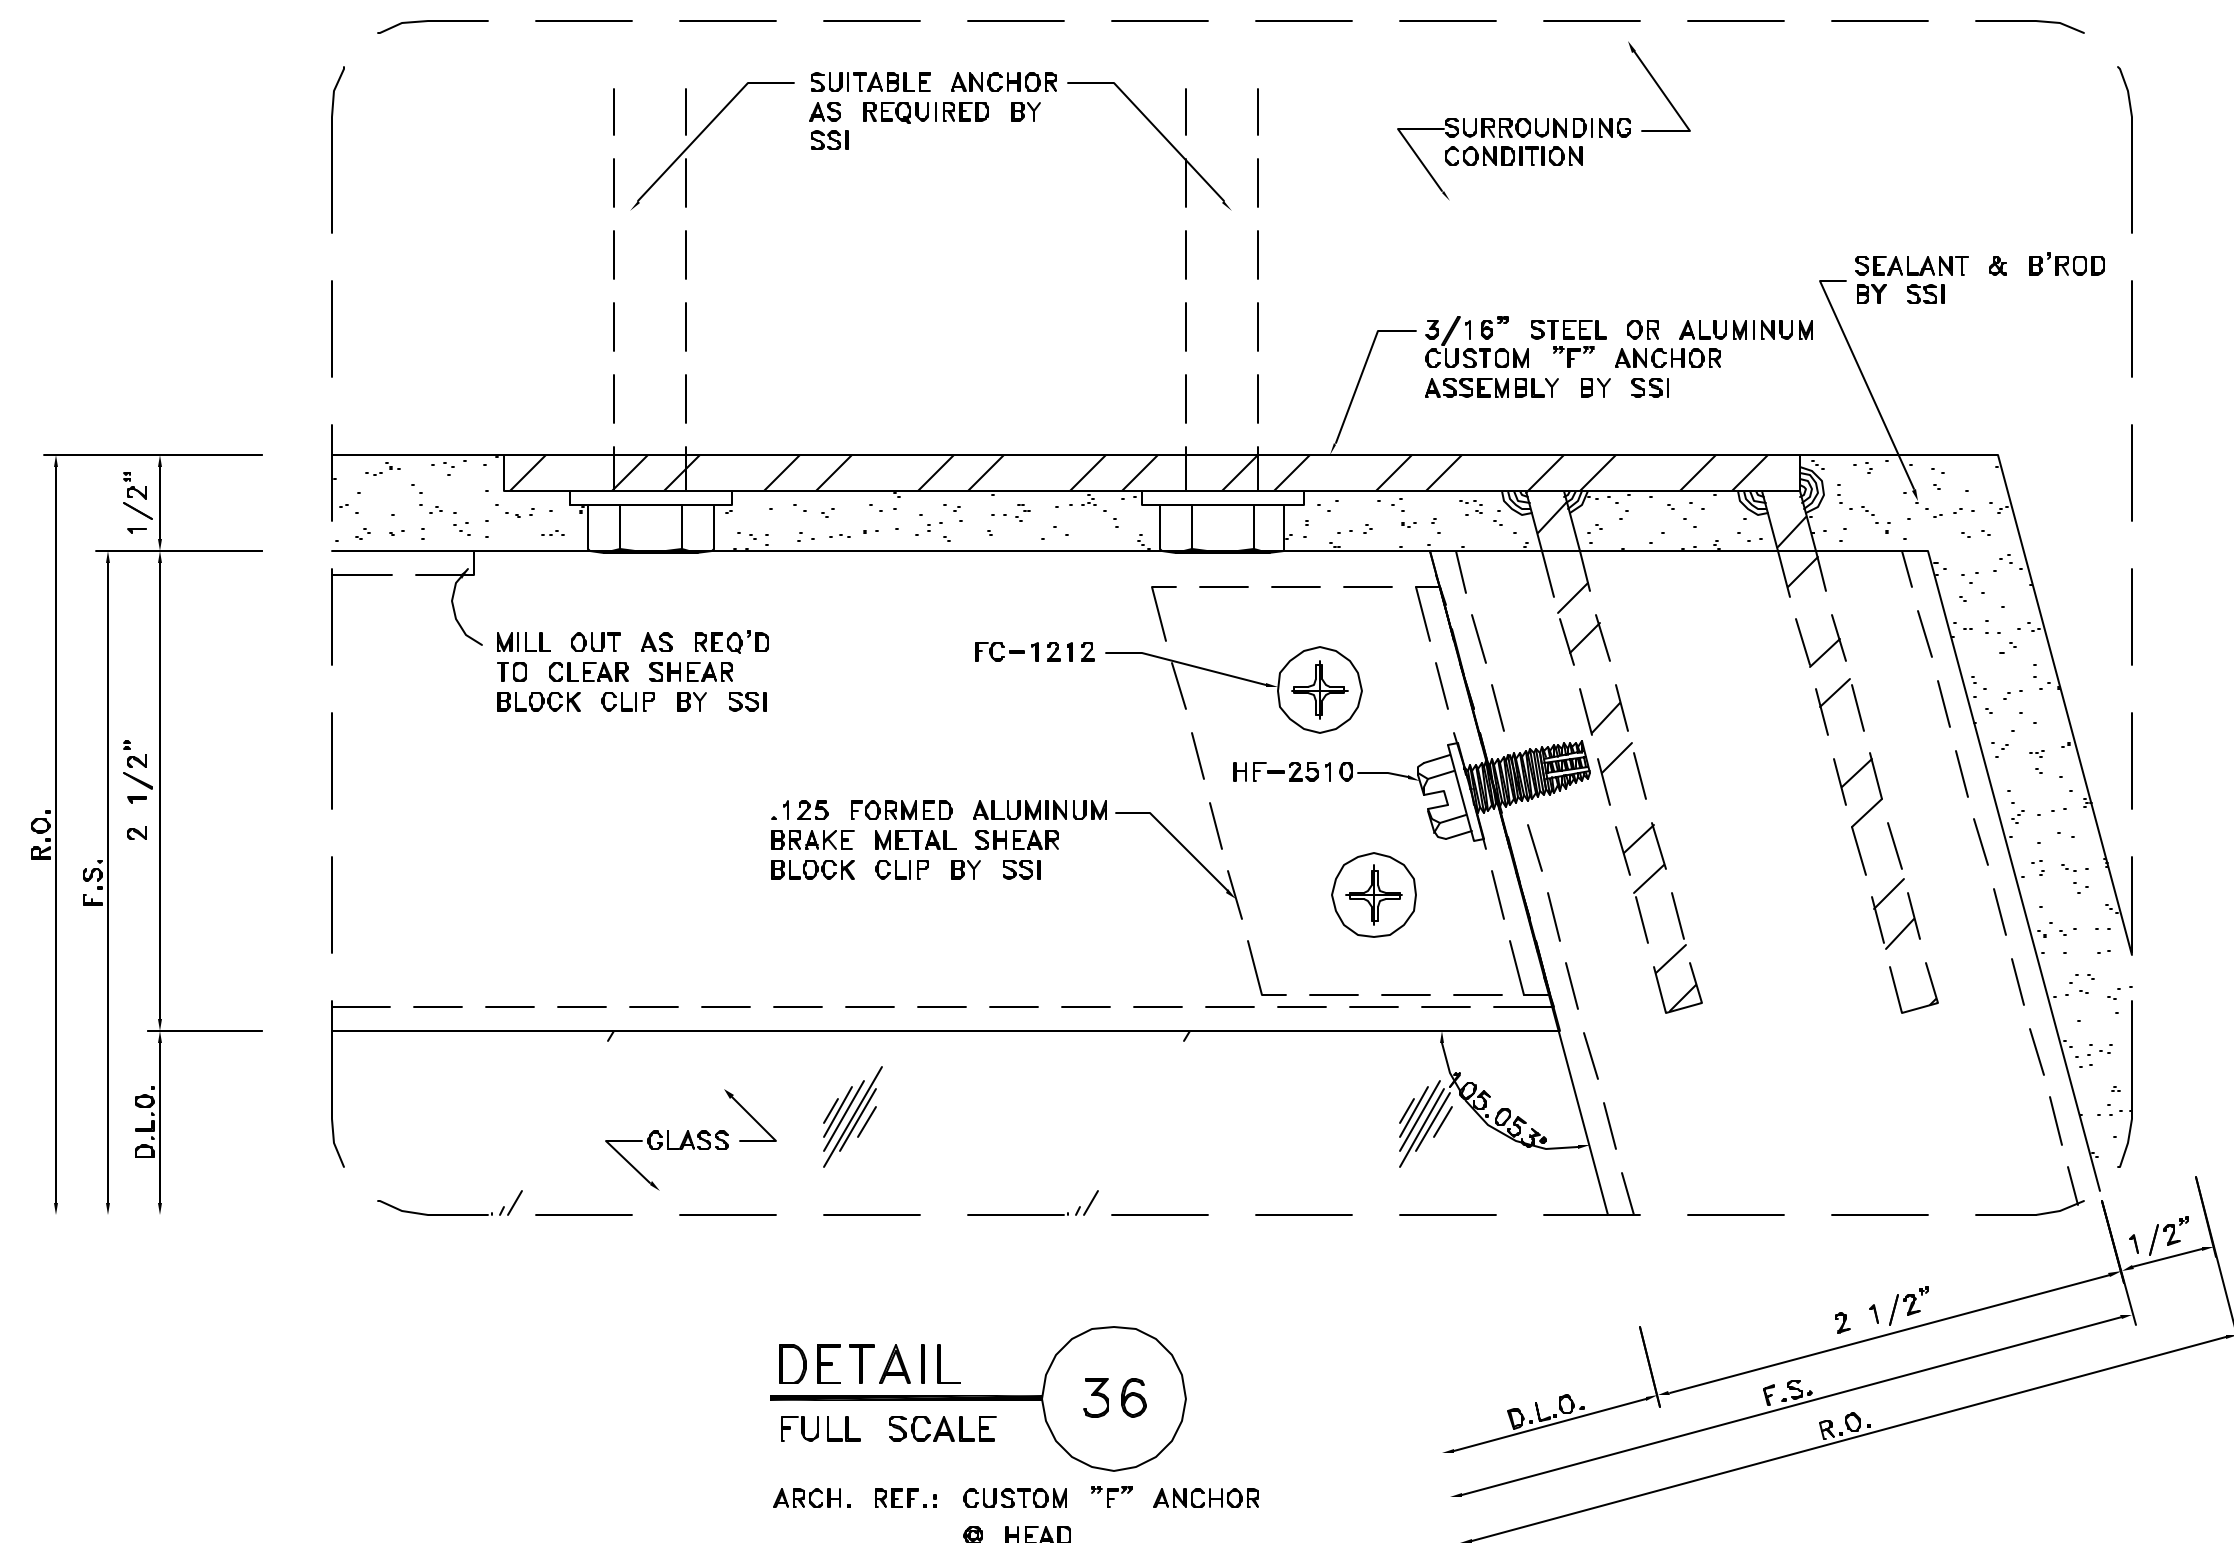 SUITABLE ANCHOR
AS REQUIRED BY
SSI
SURROUNDING
CONDITION
SEALANT & B'ROD
BY SSI
3/16" STEEL OR ALUMINUM
CUSTOM "F" ANCHOR
ASSEMBLY BY SSI
1/2"
2 1/2"
R.O.
F.S.
D.L.O.
MILL OUT AS REQ'D
TO CLEAR SHEAR
BLOCK CLIP BY SSI
FC-1212
HF-2510
.125 FORMED ALUMINUM
BRAKE METAL SHEAR
BLOCK CLIP BY SSI
GLASS
105.053°
1/2"
2 1/2"
D.L.O.
F.S.
R.O.
DETAIL
36
FULL SCALE
ARCH. REF.: CUSTOM "F" ANCHOR
@ HEAD